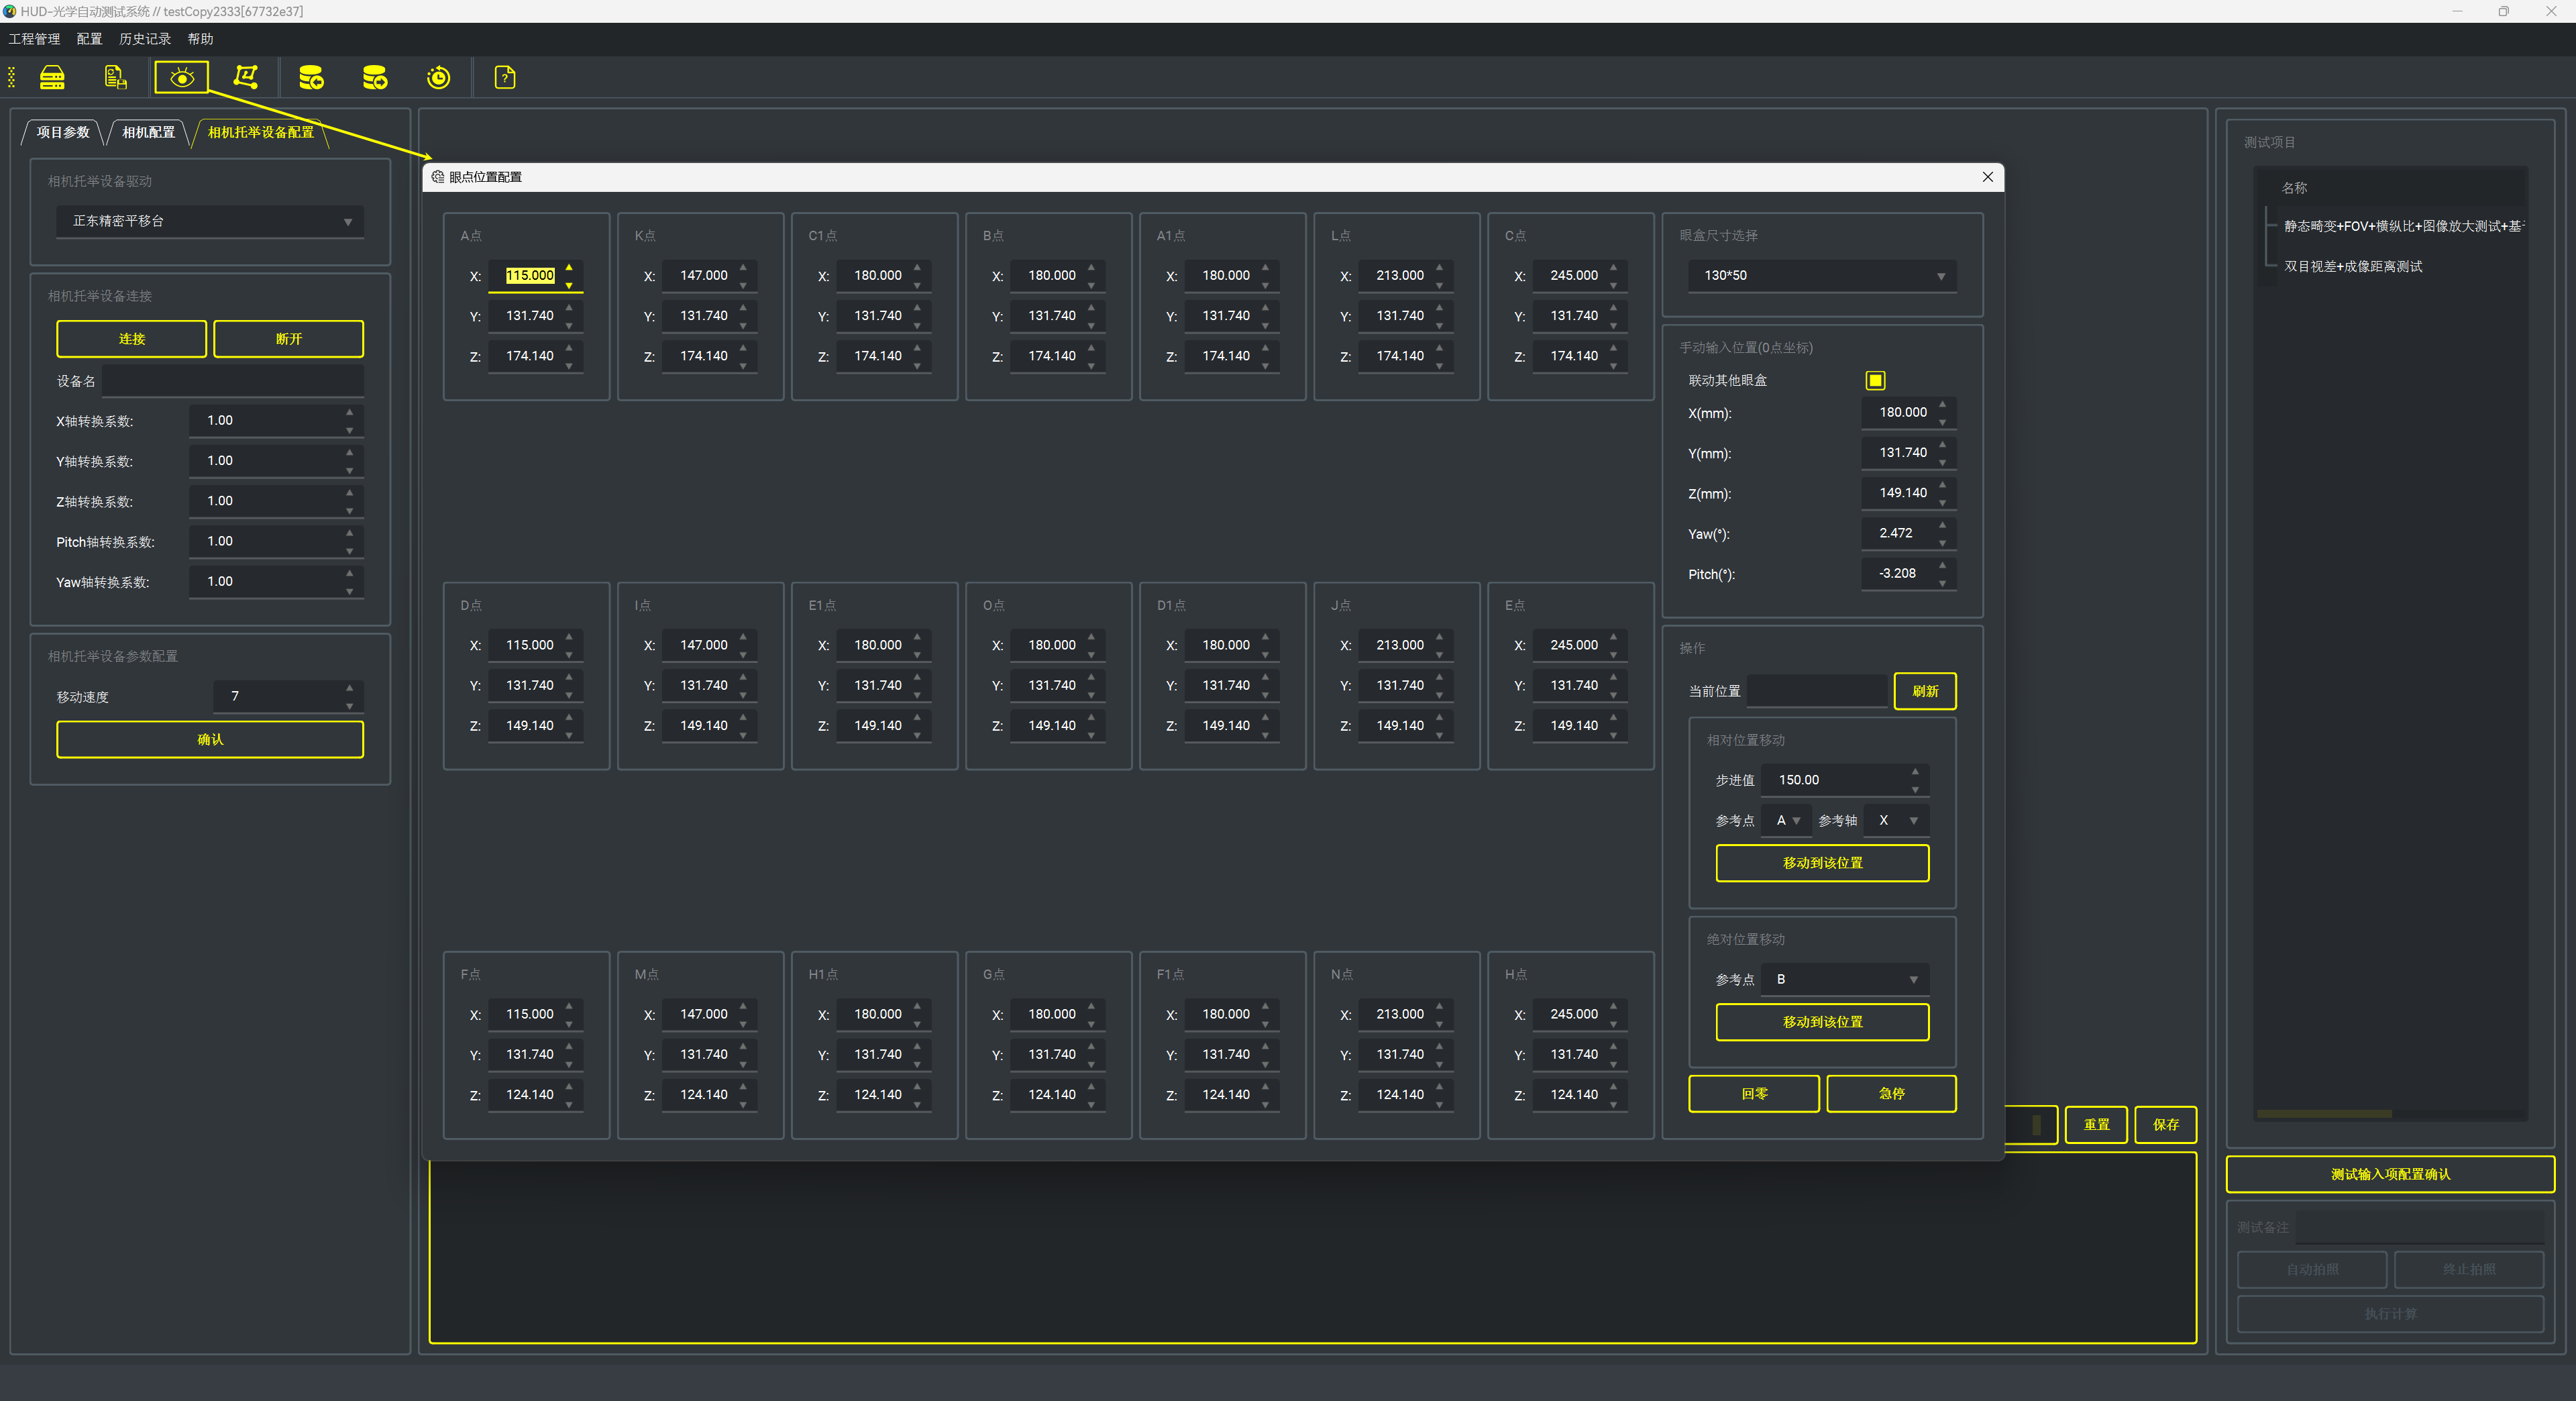 HUD-光学自动测试系统 // testCopy2333[67732e37]
工程管理 配置 历史记录 帮助
项目参数 相机配置 相机托举设备配置
相机托举设备驱动
正东精密平移台
相机托举设备连接
连接 断开
设备名
X轴转换系数: 1.00
Y轴转换系数: 1.00
Z轴转换系数: 1.00
Pitch轴转换系数: 1.00
Yaw轴转换系数: 1.00
相机托举设备参数配置
移动速度 7
确认
眼点位置配置
A点 K点 C1点 B点 A1点 L点 C点
X: 115.000 X: 147.000 X: 180.000 X: 180.000 X: 180.000 X: 213.000 X: 245.000
Y: 131.740 Y: 131.740 Y: 131.740 Y: 131.740 Y: 131.740 Y: 131.740 Y: 131.740
Z: 174.140 Z: 174.140 Z: 174.140 Z: 174.140 Z: 174.140 Z: 174.140 Z: 174.140
D点 I点 E1点 O点 D1点 J点 E点
X: 115.000 X: 147.000 X: 180.000 X: 180.000 X: 180.000 X: 213.000 X: 245.000
Y: 131.740 Y: 131.740 Y: 131.740 Y: 131.740 Y: 131.740 Y: 131.740 Y: 131.740
Z: 149.140 Z: 149.140 Z: 149.140 Z: 149.140 Z: 149.140 Z: 149.140 Z: 149.140
F点 M点 H1点 G点 F1点 N点 H点
X: 115.000 X: 147.000 X: 180.000 X: 180.000 X: 180.000 X: 213.000 X: 245.000
Y: 131.740 Y: 131.740 Y: 131.740 Y: 131.740 Y: 131.740 Y: 131.740 Y: 131.740
Z: 124.140 Z: 124.140 Z: 124.140 Z: 124.140 Z: 124.140 Z: 124.140 Z: 124.140
眼盒尺寸选择
130*50
手动输入位置(0点坐标)
联动其他眼盒
X(mm): 180.000
Y(mm): 131.740
Z(mm): 149.140
Yaw(°): 2.472
Pitch(°): -3.208
操作
当前位置 刷新
相对位置移动
步进值 150.00
参考点 A 参考轴 X
移动到该位置
绝对位置移动
参考点 B
移动到该位置
回零 急停
重置 保存
测试项目
名称
静态畸变+FOV+横纵比+图像放大测试+基
双目视差+成像距离测试
测试输入项配置确认
测试备注
自动拍照 终止拍照
执行计算